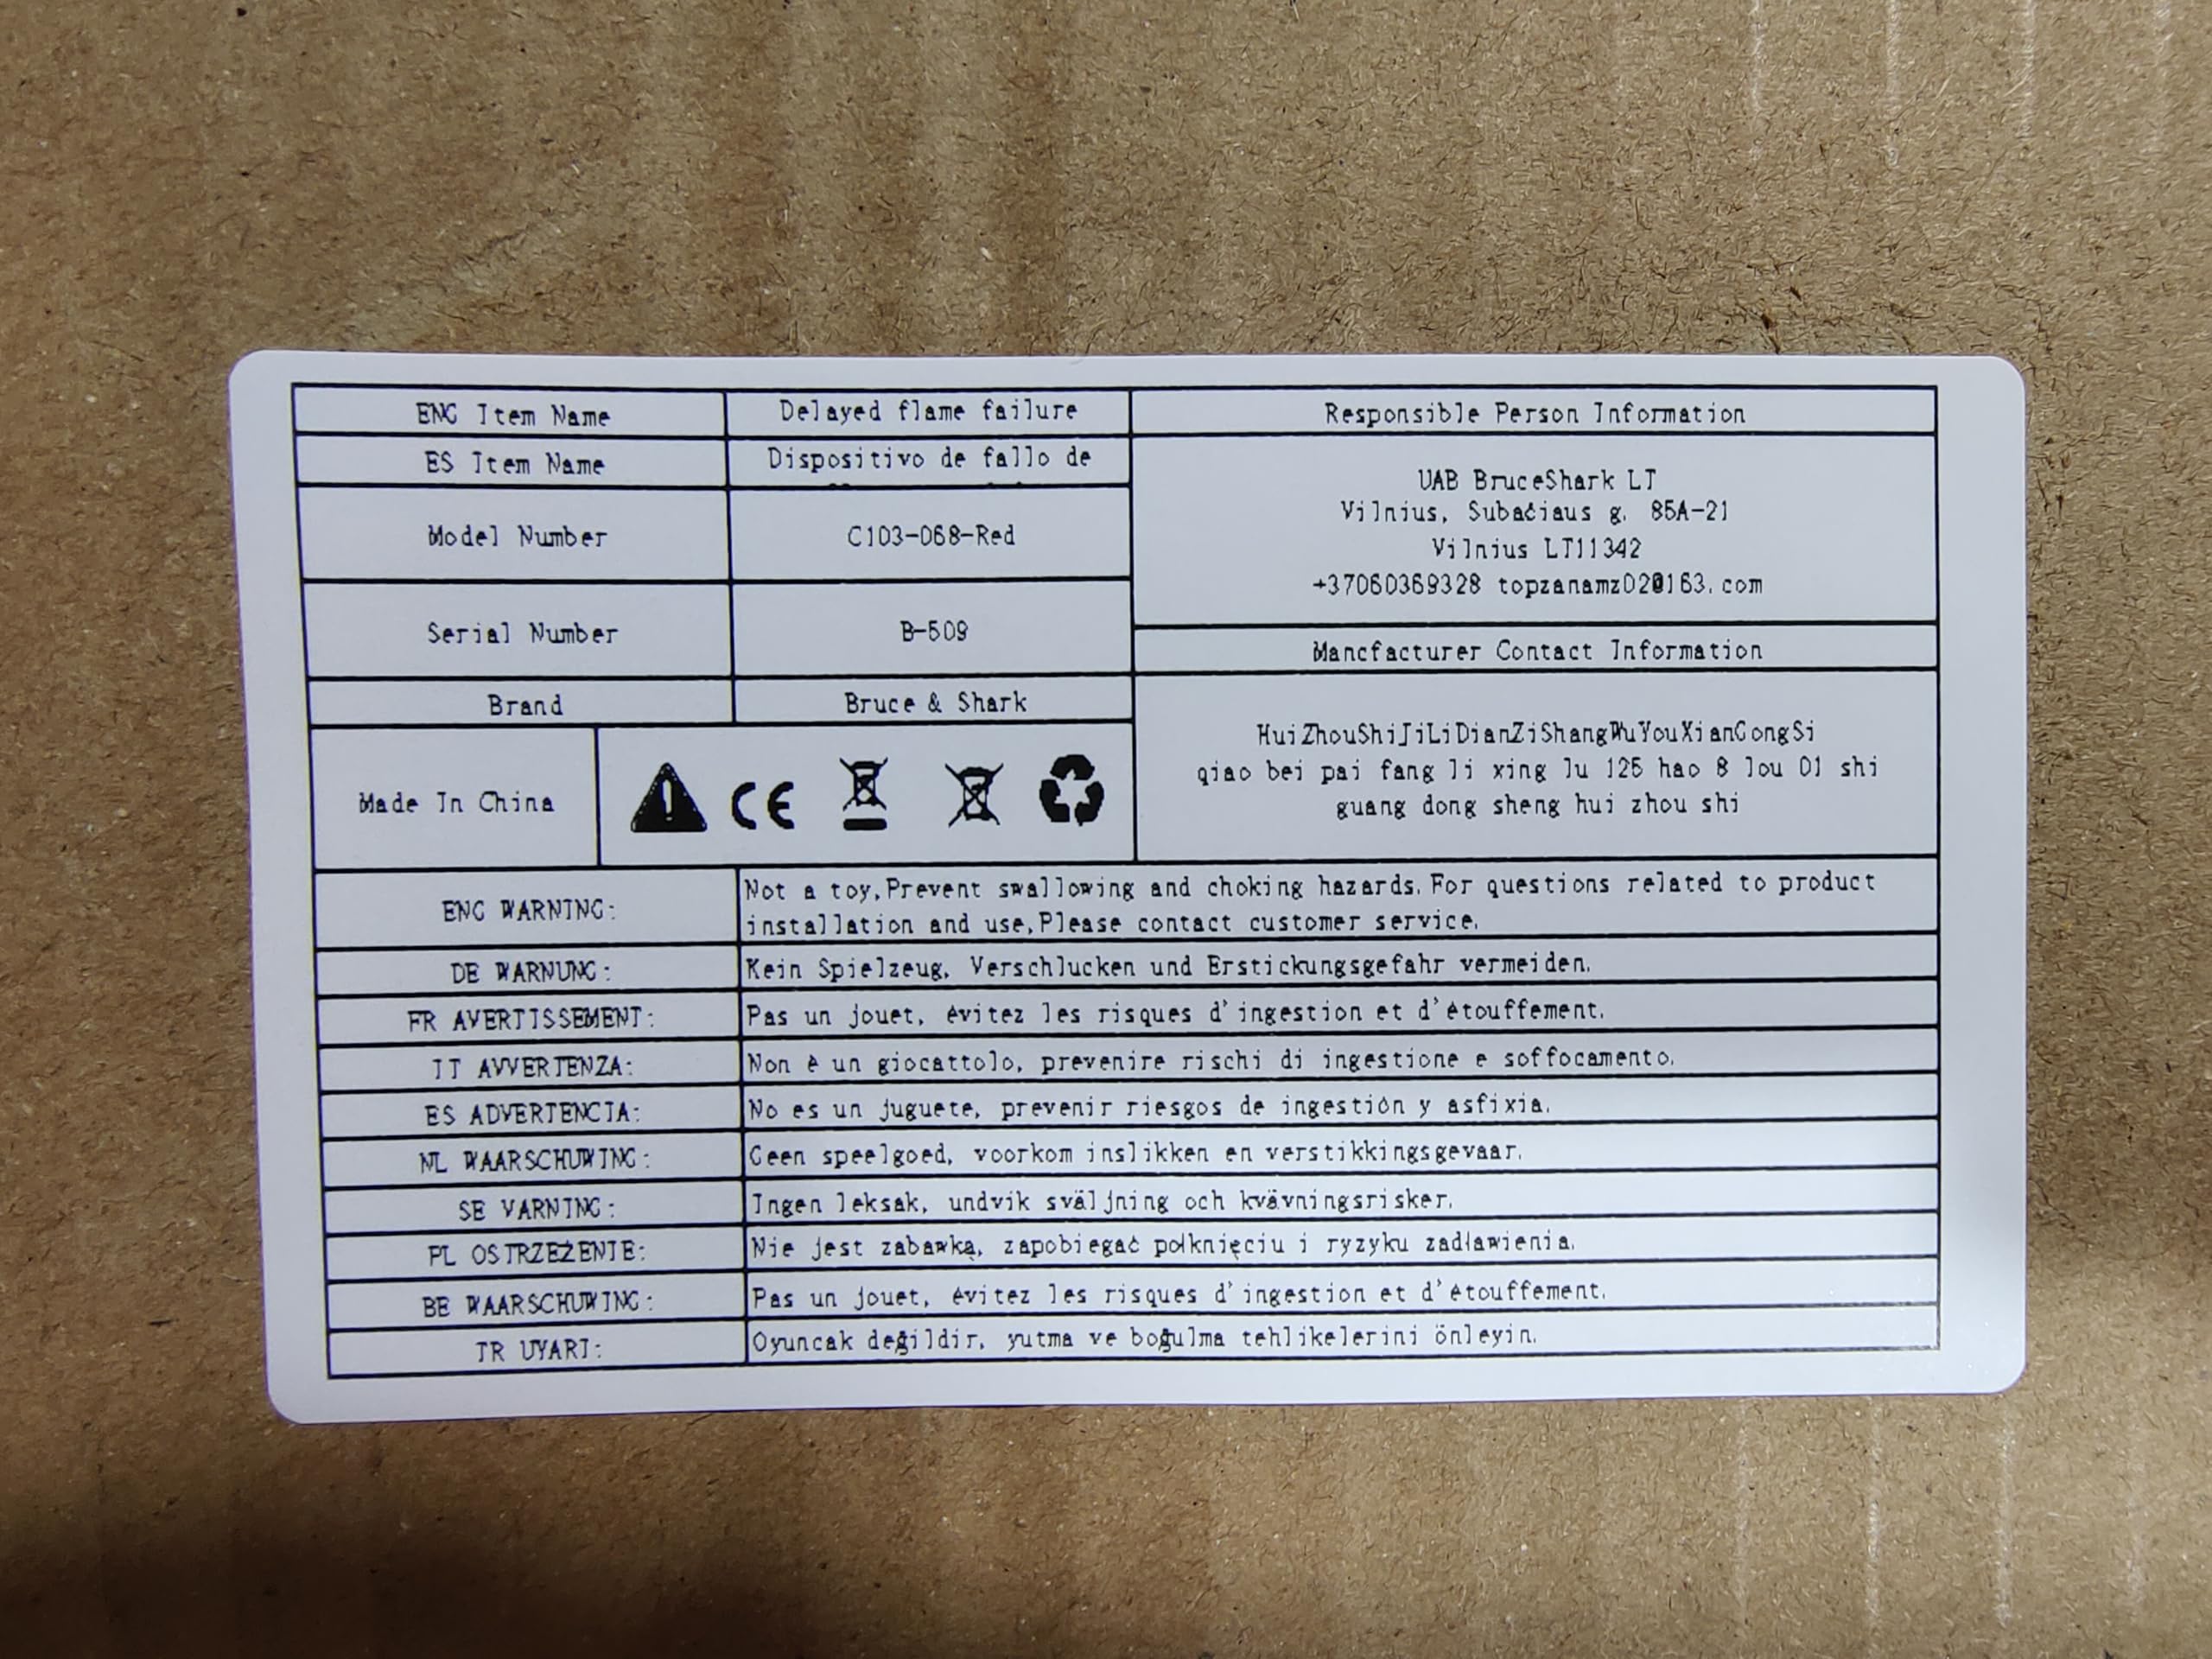 ENG Item Name
Delayed flame failure
ES Item Name
Dispositivo de fallo de
Model Number
C103-068-Red
Serial Number
B-509
Brand
Bruce & Shark
Made In China
CE
Responsible Person Information
UAB BruceShark LT
Vilnius, Subačiaus g. 85A-21
Vilnius LT11342
+37060369328 topzanamz02@163.com
Mancfacturer Contact Information
HuiZhouShiJiLiDianZiShangWuYouXianGongSi
qiao bei pai fang li xing lu 125 hao 8 lou 01 shi
guang dong sheng hui zhou shi
ENG WARNING:
Not a toy,Prevent swallowing and choking hazards.For questions related to product
installation and use,Please contact customer service.
DE WARNUNG:
Kein Spielzeug, Verschlucken und Erstickungsgefahr vermeiden.
FR AVERTISSEMENT:
Pas un jouet, évitez les risques d'ingestion et d'étouffement.
IT AVVERTENZA:
Non è un giocattolo, prevenire rischi di ingestione e soffocamento.
ES ADVERTENCIA:
No es un juguete, prevenir riesgos de ingestión y asfixia.
NL WAARSCHUWING:
Geen speelgoed, voorkom inslikken en verstikkingsgevaar.
SE VARNING:
Ingen leksak, undvik sväljning och kvävningsrisker.
PL OSTRZEŻENIE:
Nie jest zabawką, zapobiegać połknięciu i ryzyku zadławienia.
BE WAARSCHUWING:
Pas un jouet, évitez les risques d'ingestion et d'étouffement.
TR UYARI:
Oyuncak değildir, yutma ve boğulma tehlikelerini önleyin.